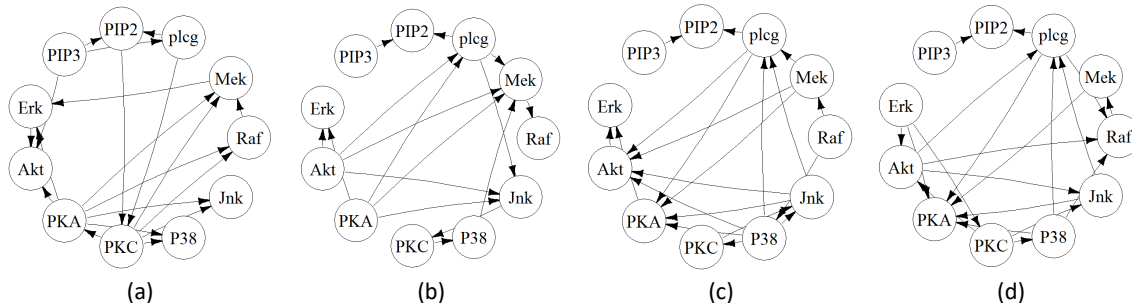 PIP2
plcg
PIP3
Mek
Erk
Raf
Akt
Jnk
PKA
P38
PKC
(a)
PIP2
plcg
PIP3
Mek
Erk
Raf
Akt
Jnk
PKA
P38
PKC
(b)
PIP2
plcg
PIP3
Mek
Erk
Raf
Akt
Jnk
PKA
P38
PKC
(c)
PIP2
plcg
PIP3
Mek
Erk
Raf
Akt
Jnk
PKA
P38
PKC
(d)